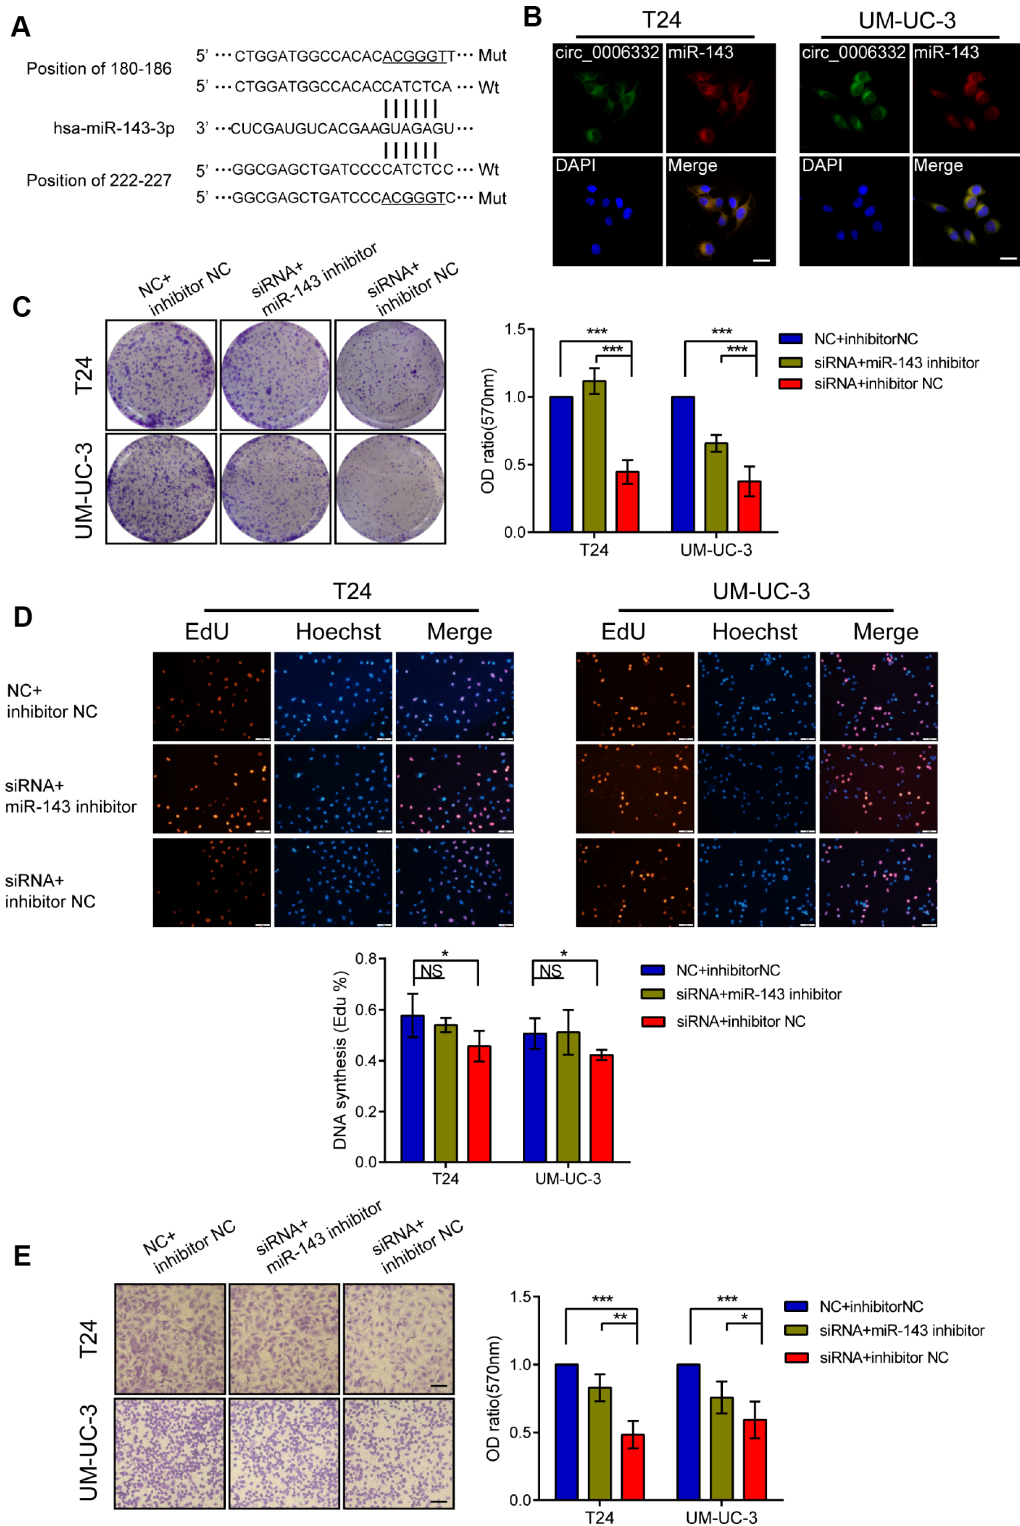 A
Position of 180-186
5' ··· CTGGATGGCCACACACGGGTT··· Mut
5' ··· CTGGATGGCCACACCATCTCA ··· Wt
hsa-miR-143-3p
3' ···CUCGAUGUCACGAAGUAGAGU ···
Position of 222-227
5' ···GGCGAGCTGATCCCCATCTCC ··· Wt
5' ···GGCGAGCTGATCCCACGGGTC ··· Mut
B
T24
UM-UC-3
circ_0006332
miR-143
circ_0006332
miR-143
DAPI
Merge
DAPI
Merge
C
NC+
inhibitor NC
siRNA+
miR-143 inhibitor
siRNA+
inhibitor NC
T24
UM-UC-3
OD ratio(570nm)
1.5
1.0
0.5
0.0
***
***
***
***
T24
UM-UC-3
NC+inhibitorNC
siRNA+miR-143 inhibitor
siRNA+inhibitor NC
D
T24
UM-UC-3
EdU
Hoechst
Merge
EdU
Hoechst
Merge
NC+
inhibitor NC
siRNA+
miR-143 inhibitor
siRNA+
inhibitor NC
DNA synthesis (Edu %)
0.8
0.6
0.4
0.2
0.0
*
NS
*
NS
T24
UM-UC-3
NC+inhibitorNC
siRNA+miR-143 inhibitor
siRNA+inhibitor NC
E
NC+
inhibitor NC
siRNA+
miR-143 inhibitor
siRNA+
inhibitor NC
T24
UM-UC-3
OD ratio(570nm)
1.5
1.0
0.5
0.0
***
**
***
*
T24
UM-UC-3
NC+inhibitorNC
siRNA+miR-143 inhibitor
siRNA+inhibitor NC